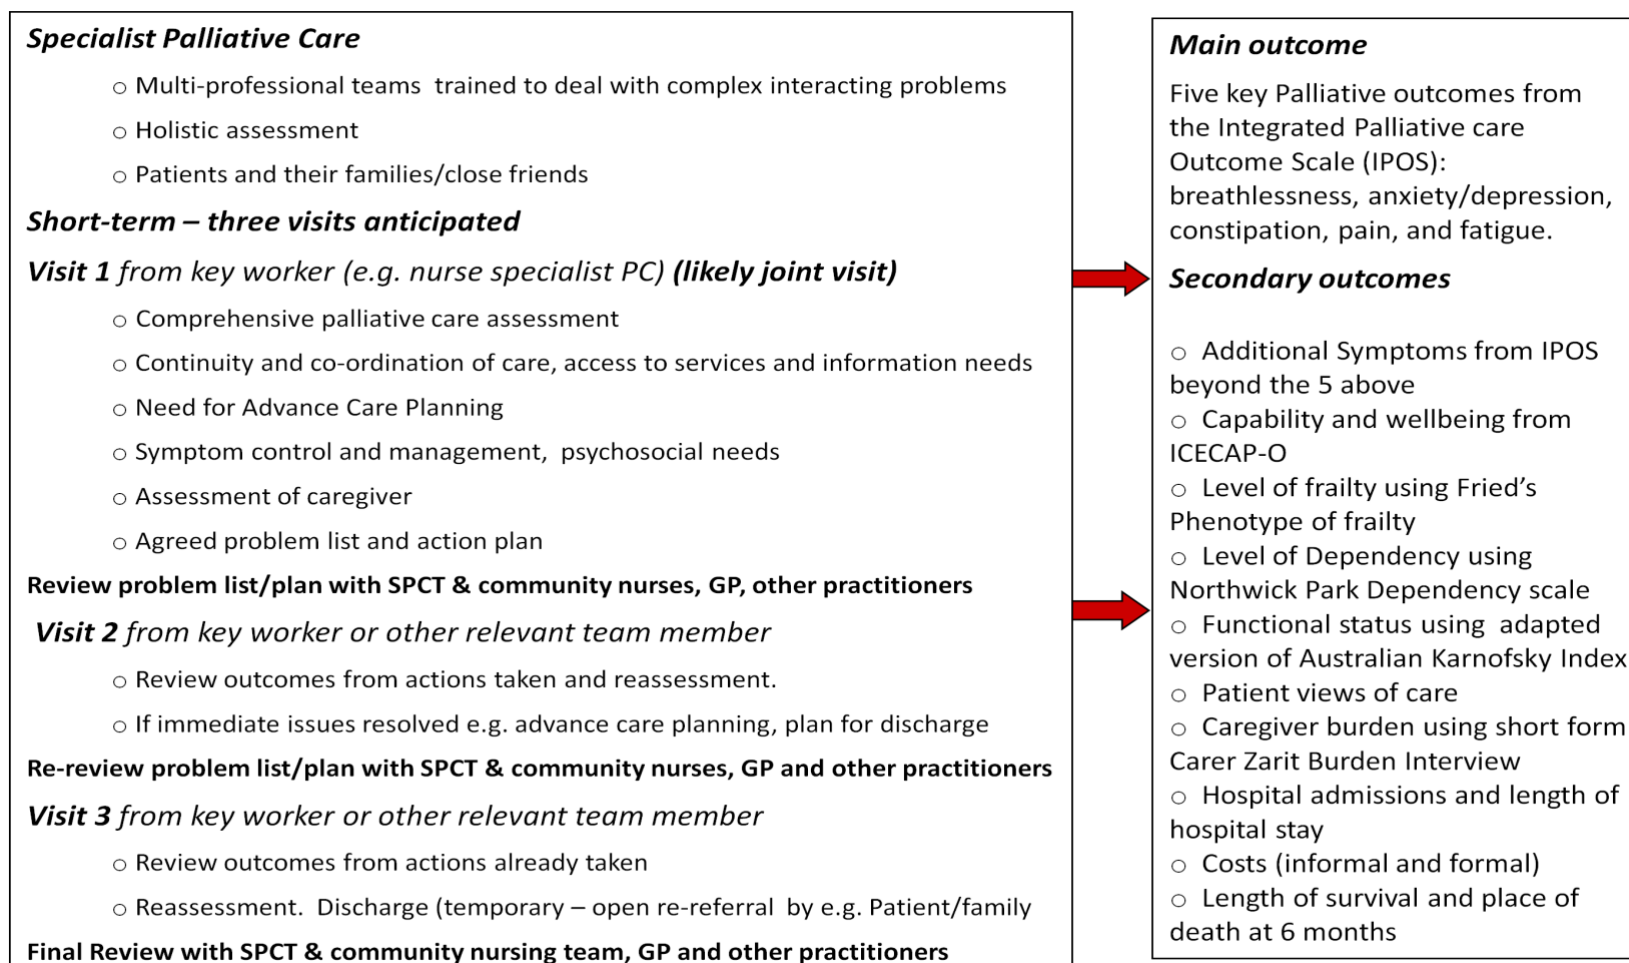 Specialist Palliative Care
○ Multi-professional teams trained to deal with complex interacting problems
○ Holistic assessment
○ Patients and their families/close friends
Short-term – three visits anticipated
Visit 1 from key worker (e.g. nurse specialist PC) (likely joint visit)
○ Comprehensive palliative care assessment
○ Continuity and co-ordination of care, access to services and information needs
○ Need for Advance Care Planning
○ Symptom control and management, psychosocial needs
○ Assessment of caregiver
○ Agreed problem list and action plan
Review problem list/plan with SPCT & community nurses, GP, other practitioners
Visit 2 from key worker or other relevant team member
○ Review outcomes from actions taken and reassessment.
○ If immediate issues resolved e.g. advance care planning, plan for discharge
Re-review problem list/plan with SPCT & community nurses, GP and other practitioners
Visit 3 from key worker or other relevant team member
○ Review outcomes from actions already taken
○ Reassessment. Discharge (temporary – open re-referral by e.g. Patient/family
Final Review with SPCT & community nursing team, GP and other practitioners
Main outcome
Five key Palliative outcomes from
the Integrated Palliative care
Outcome Scale (IPOS):
breathlessness, anxiety/depression,
constipation, pain, and fatigue.
Secondary outcomes
○ Additional Symptoms from IPOS
beyond the 5 above
○ Capability and wellbeing from
ICECAP-O
○ Level of frailty using Fried's
Phenotype of frailty
○ Level of Dependency using
Northwick Park Dependency scale
○ Functional status using adapted
version of Australian Karnofsky Index
○ Patient views of care
○ Caregiver burden using short form
Carer Zarit Burden Interview
○ Hospital admissions and length of
hospital stay
○ Costs (informal and formal)
○ Length of survival and place of
death at 6 months